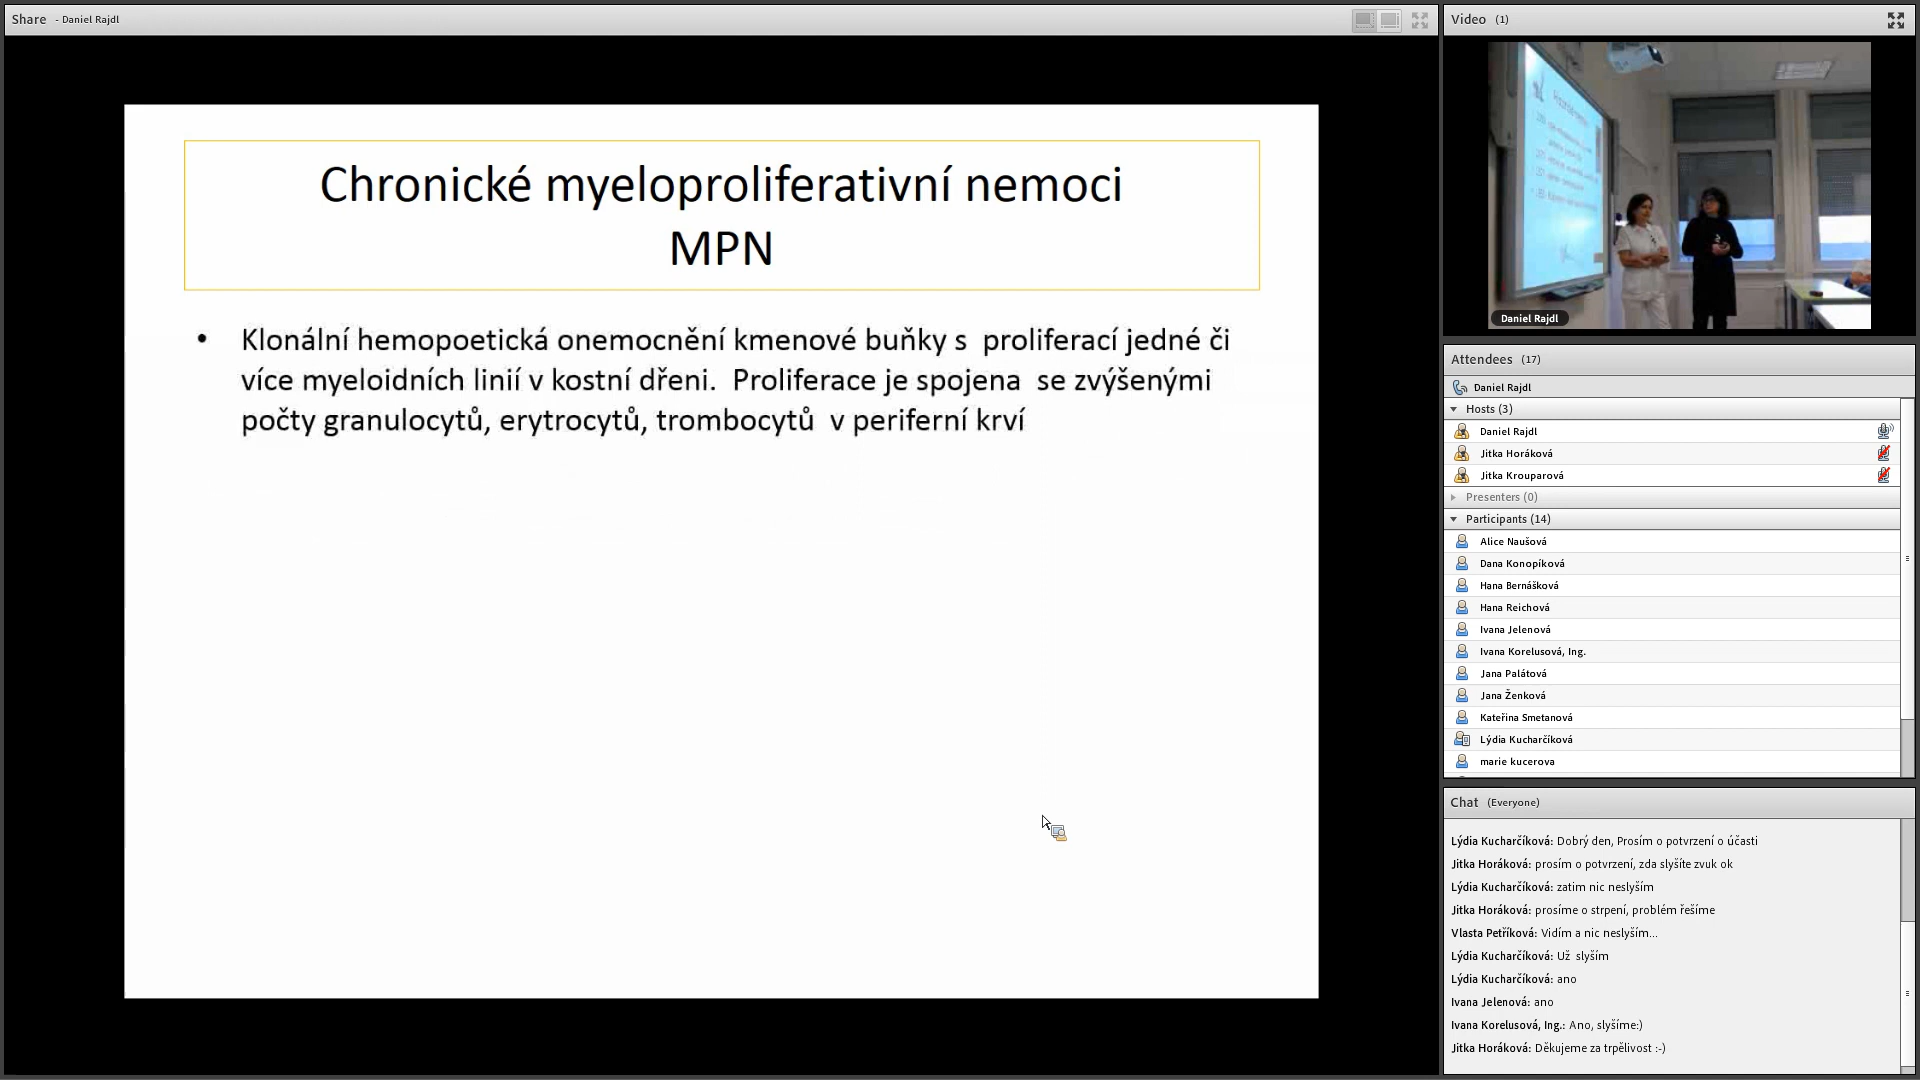 Share - Daniel Rajdl
Chronické myeloproliferativní nemoci
MPN
• Klonální hemopoetická onemocnění kmenové buňky s proliferací jedné či
více myeloidních linií v kostní dřeni. Proliferace je spojena se zvýšenými
počty granulocytů, erytrocytů, trombocytů v periferní krví
Video (1)
Daniel Rajdl
Attendees (17)
Daniel Rajdl
Hosts (3)
Daniel Rajdl
Jitka Horáková
Jitka Krouparová
Presenters (0)
Participants (14)
Alice Naušová
Dana Konopíková
Hana Bernášková
Hana Reichová
Ivana Jelenová
Ivana Korelusová, Ing.
Jana Palátová
Jana Ženková
Kateřina Smetanová
Lýdia Kucharčíková
marie kucerova
Chat (Everyone)
Lýdia Kucharčíková: Dobrý den, Prosím o potvrzení o účasti
Jitka Horáková: prosím o potvrzení, zda slyšíte zvuk ok
Lýdia Kucharčíková: zatim nic neslyším
Jitka Horáková: prosíme o strpení, problém řešíme
Vlasta Petříková: Vidím a nic neslyším...
Lýdia Kucharčíková: Už slyším
Lýdia Kucharčíková: ano
Ivana Jelenová: ano
Ivana Korelusová, Ing.: Ano, slyšíme:)
Jitka Horáková: Děkujeme za trpělivost :-)